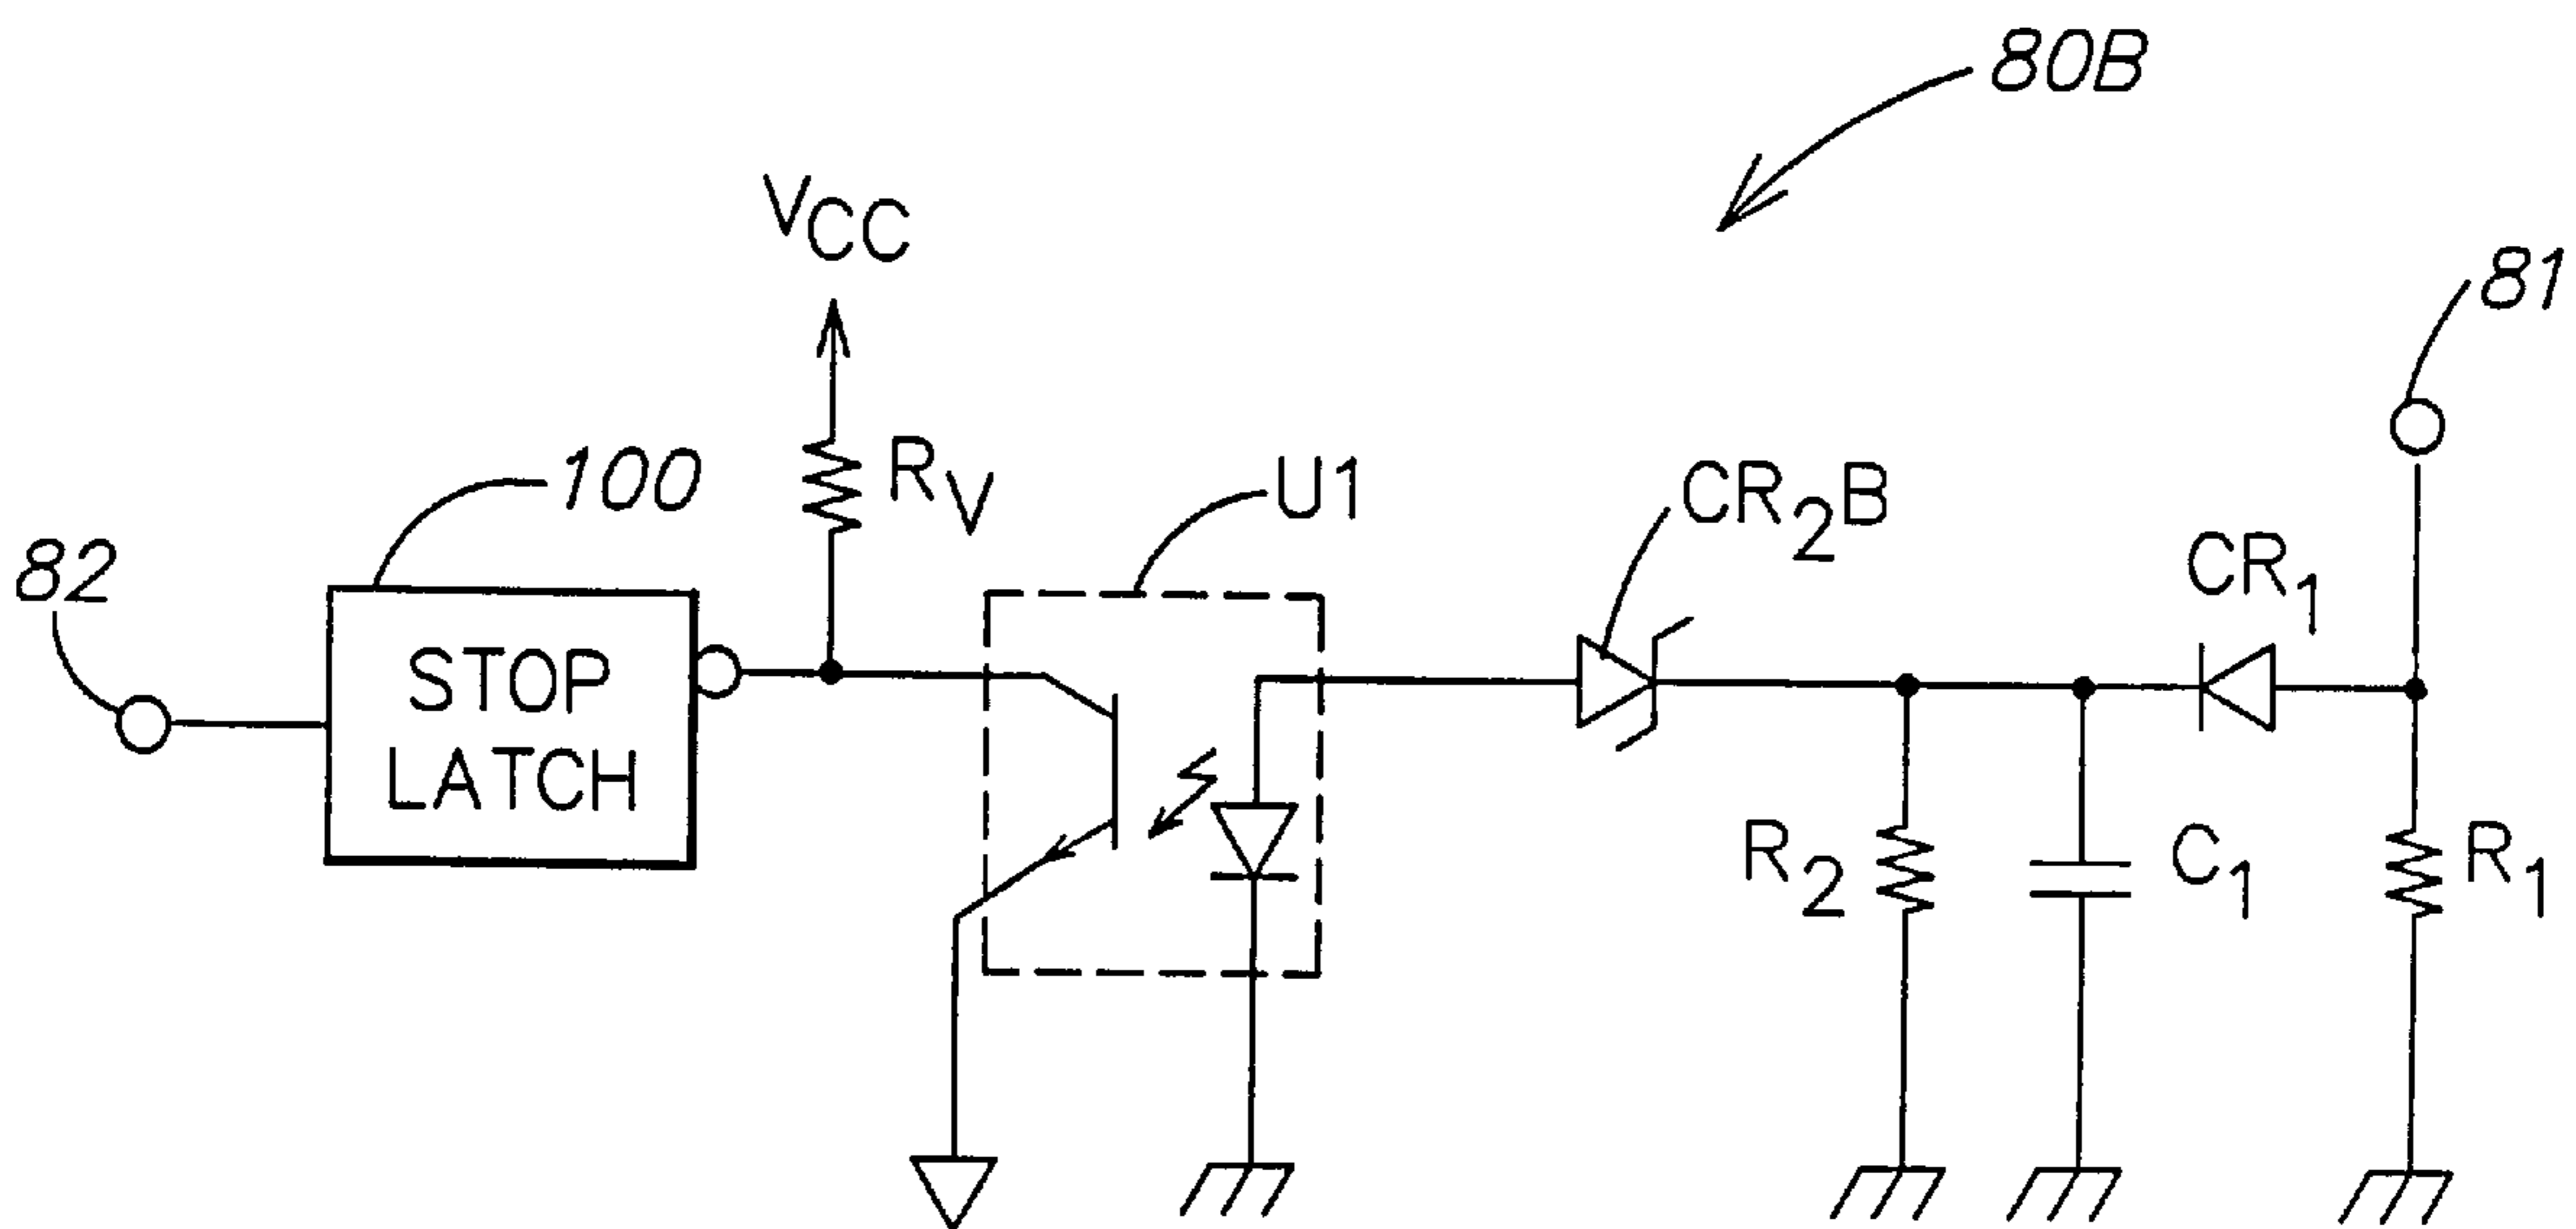 80B
VCC
81
100
RV
U1
CR2B
CR1
82
STOP
LATCH
R2
C1
R1